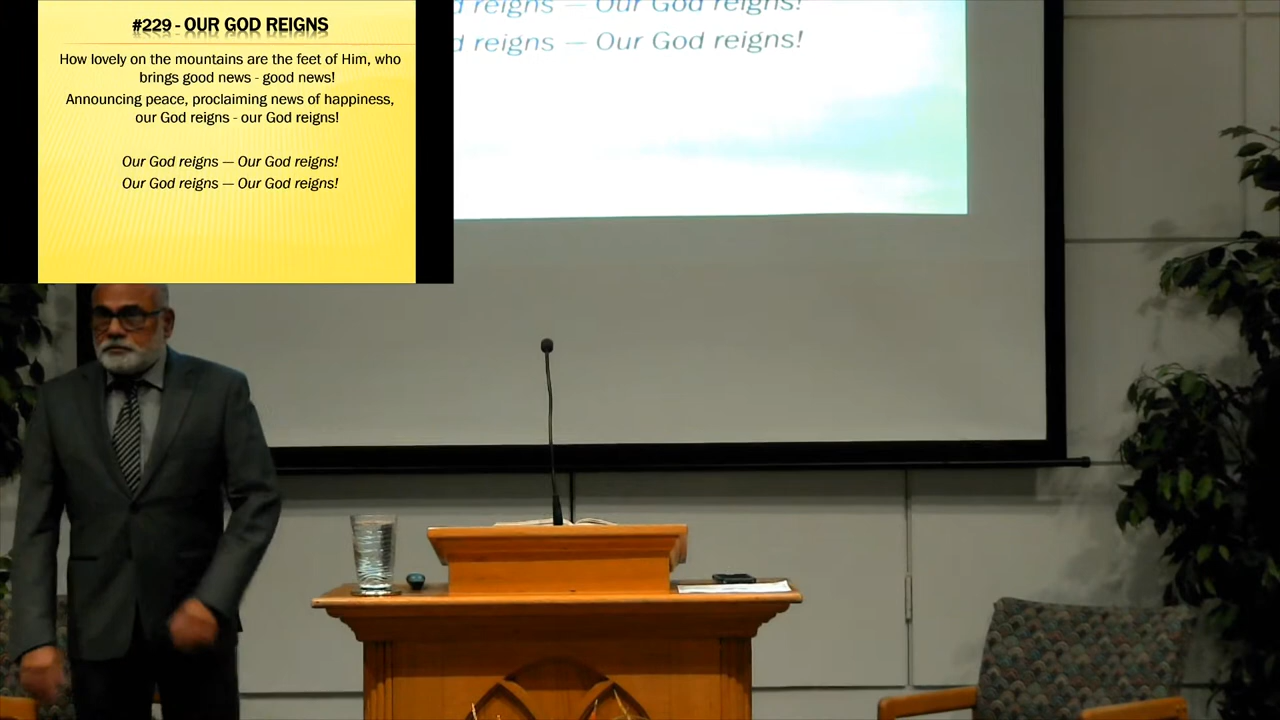 #229 - OUR GOD REIGNS
How lovely on the mountains are the feet of Him, who
brings good news - good news!
Announcing peace, proclaiming news of happiness,
our God reigns - our God reigns!
Our God reigns — Our God reigns!
Our God reigns — Our God reigns!
reigns — Our God reigns!
reigns — Our God reigns!